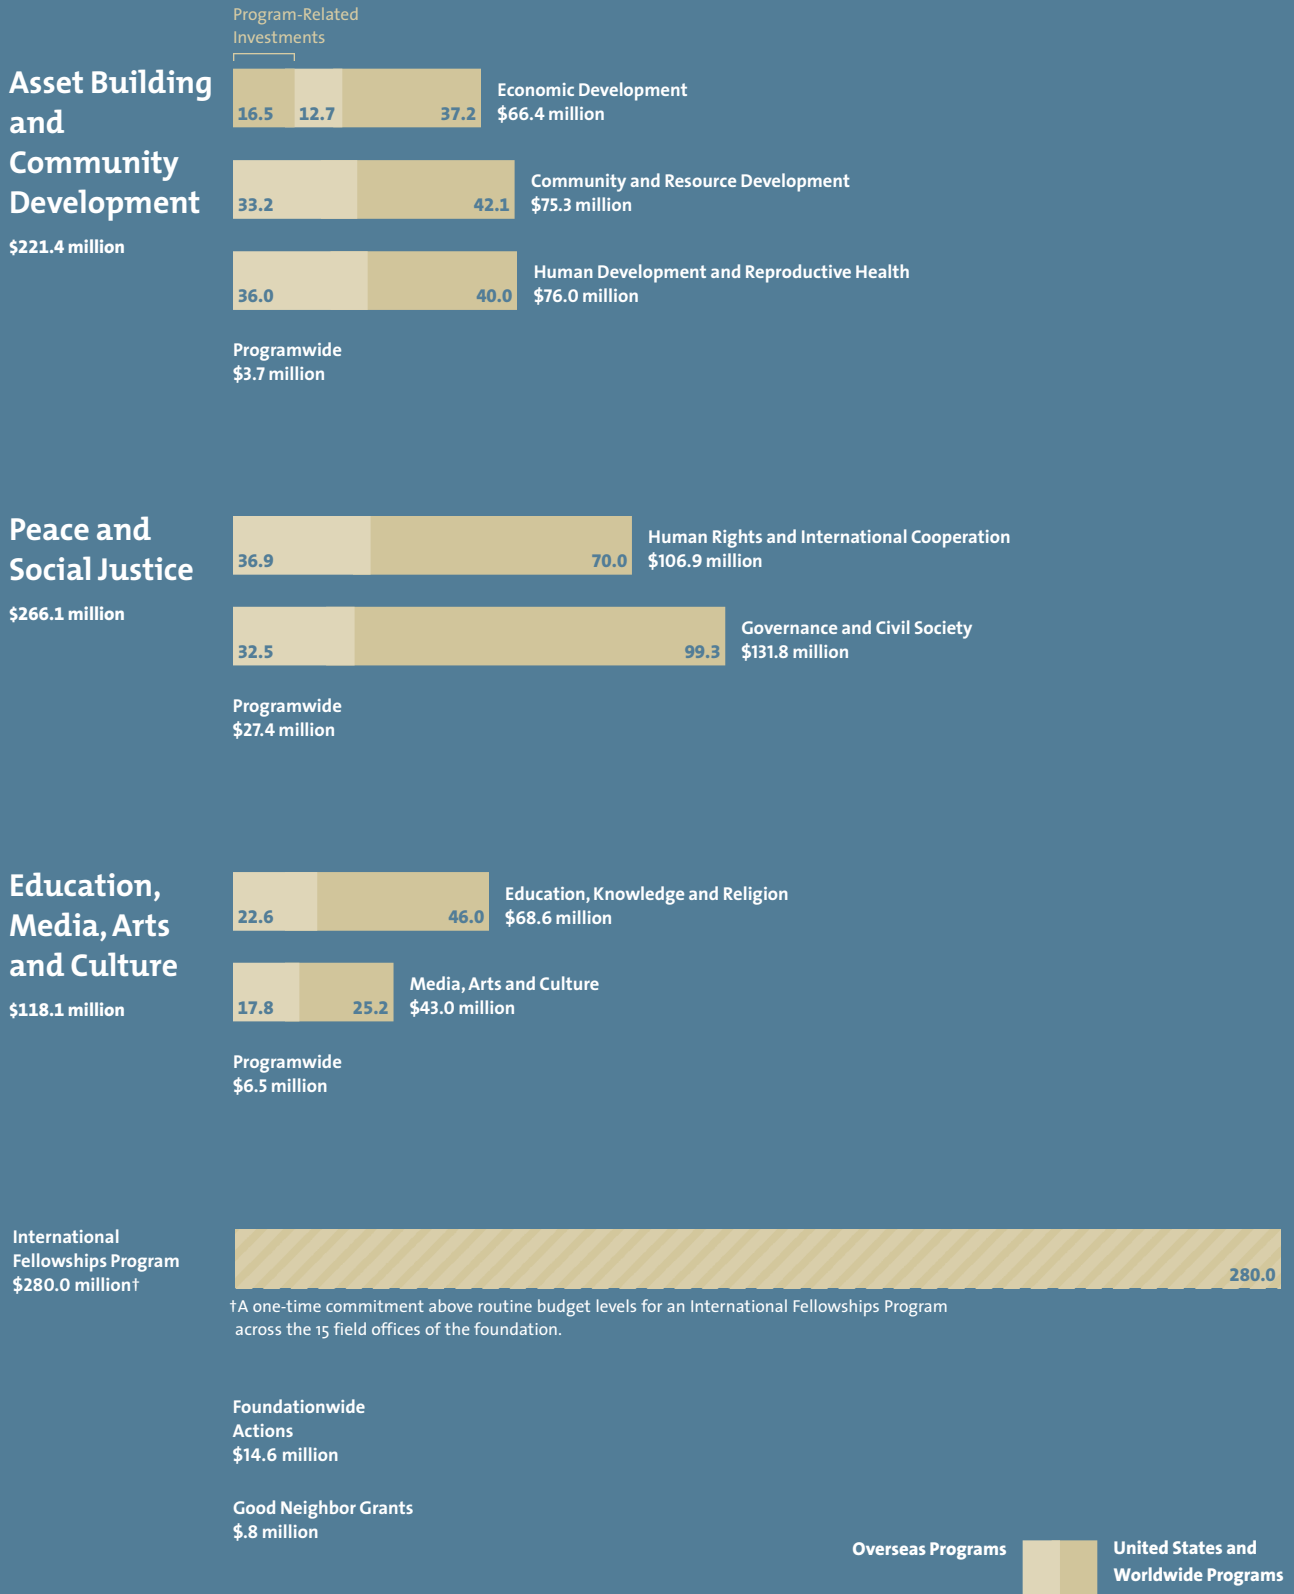 Program-Related
Investments
Asset Building
and
Community
Development
$221.4 million
16.5 12.7 37.2
Economic Development
$66.4 million
33.2 42.1
Community and Resource Development
$75.3 million
36.0 40.0
Human Development and Reproductive Health
$76.0 million
Programwide
$3.7 million
Peace and
Social Justice
$266.1 million
36.9 70.0
Human Rights and International Cooperation
$106.9 million
32.5 99.3
Governance and Civil Society
$131.8 million
Programwide
$27.4 million
Education,
Media, Arts
and Culture
$118.1 million
22.6 46.0
Education, Knowledge and Religion
$68.6 million
17.8 25.2
Media, Arts and Culture
$43.0 million
Programwide
$6.5 million
International
Fellowships Program
$280.0 million†
280.0
†A one-time commitment above routine budget levels for an International Fellowships Program
across the 15 field offices of the foundation.
Foundationwide
Actions
$14.6 million
Good Neighbor Grants
$.8 million
Overseas Programs
United States and
Worldwide Programs